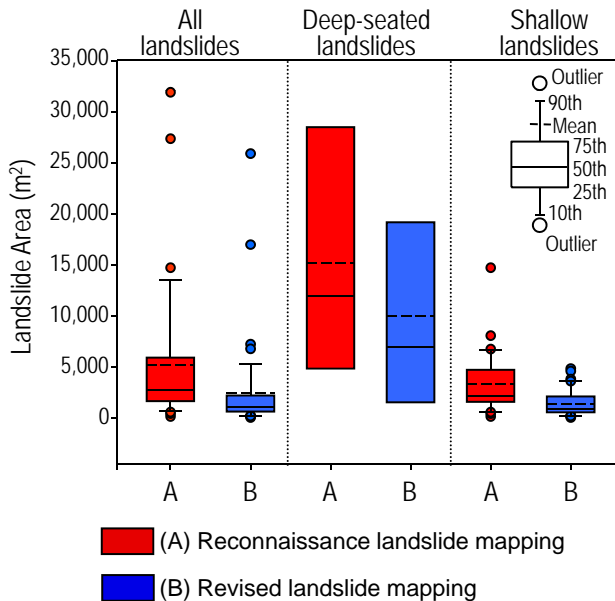 All landslides
Deep-seated landslides
Shallow landslides
Landslide Area (m²)
35,000
30,000
25,000
20,000
15,000
10,000
5,000
0
Outlier
90th
Mean
75th
50th
25th
10th
Outlier
A B A B A B
(A) Reconnaissance landslide mapping
(B) Revised landslide mapping